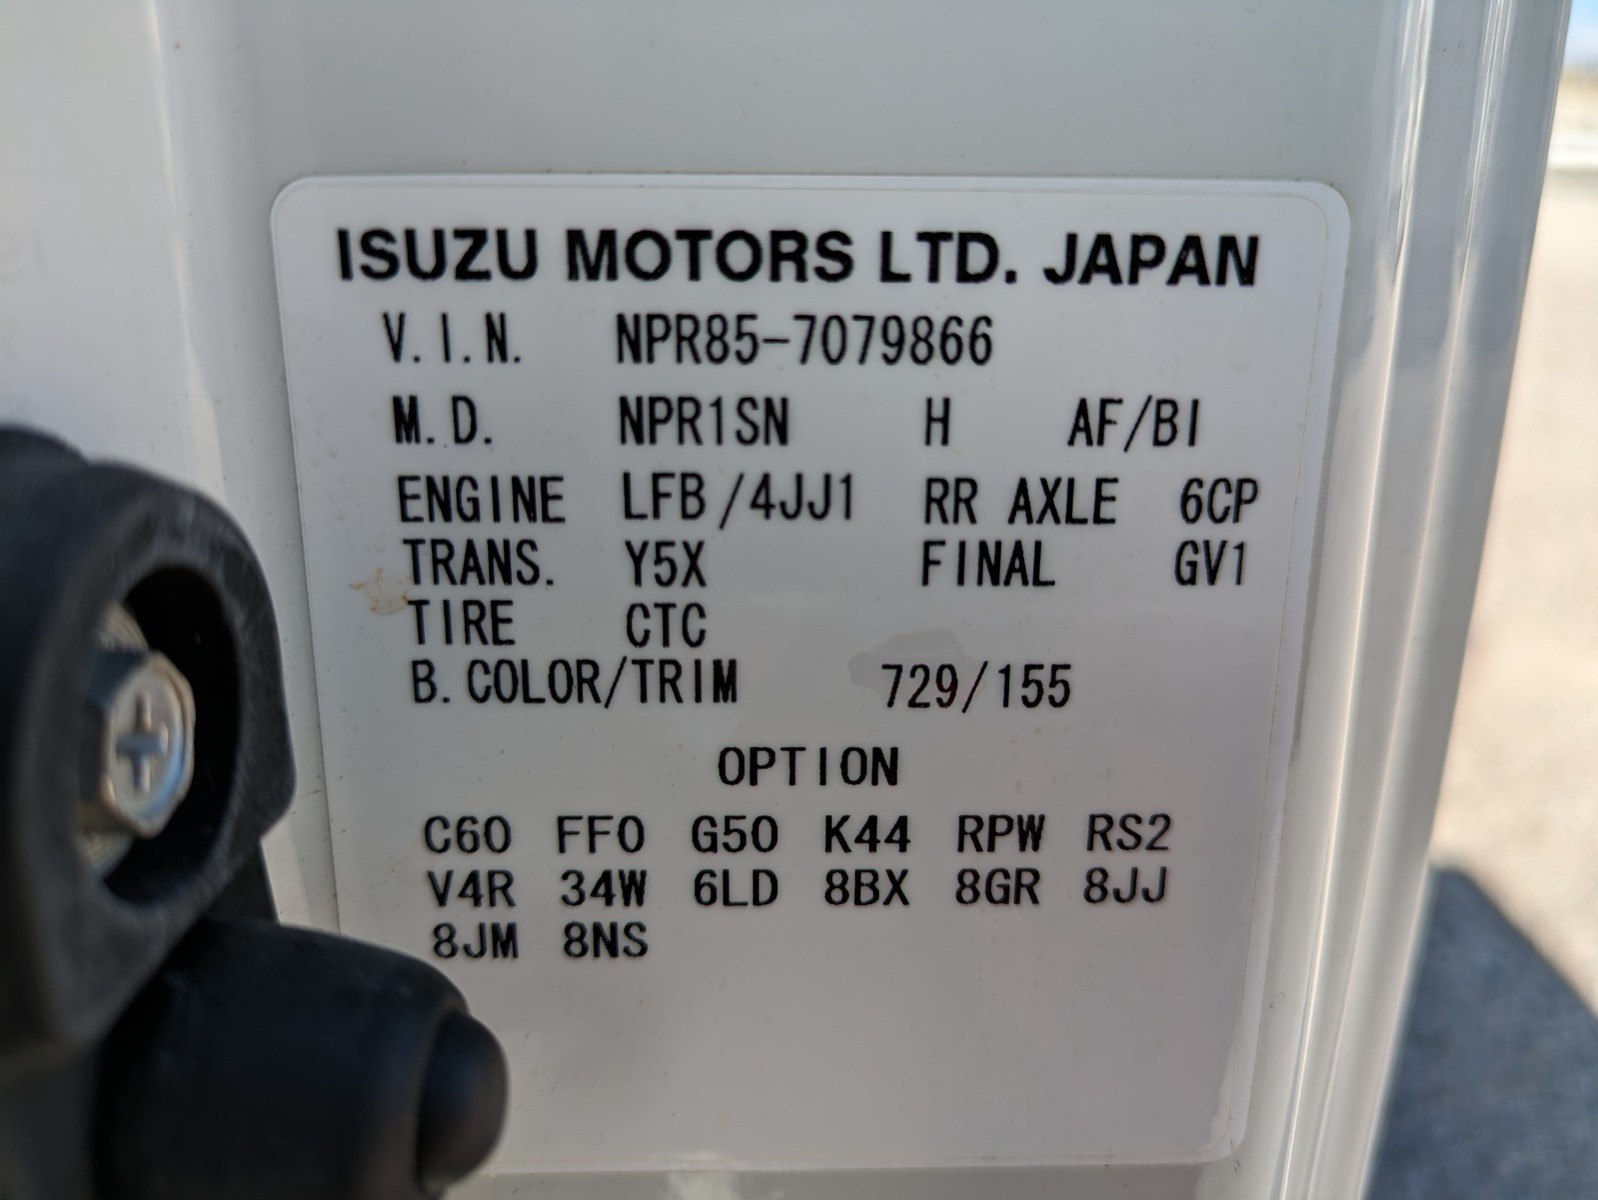 ISUZU MOTORS LTD. JAPAN
V.I.N. NPR85-7079866
M.D. NPR1SN H AF/BI
ENGINE LFB/4JJ1 RR AXLE 6CP
TRANS. Y5X FINAL GV1
TIRE CTC
B.COLOR/TRIM 729/155
OPTION
C60 FF0 G50 K44 RPW RS2
V4R 34W 6LD 8BX 8GR 8JJ
8JM 8NS